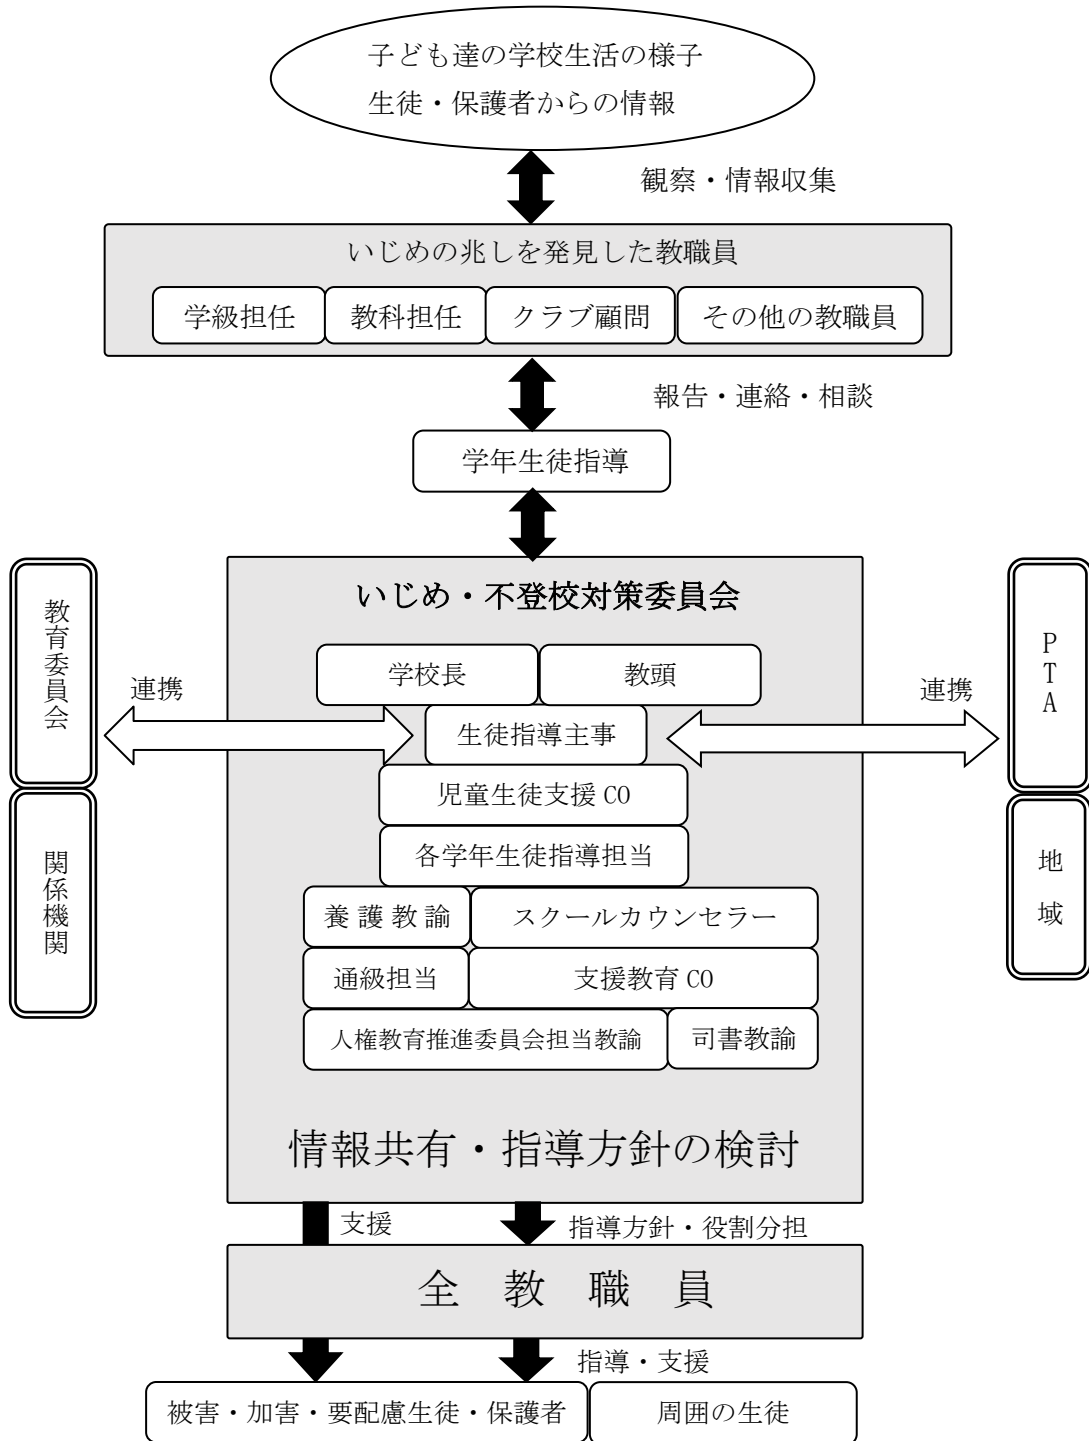 子ども達の学校生活の様子
生徒・保護者からの情報
観察・情報収集
いじめの兆しを発見した教職員
学級担任
教科担任
クラブ顧問
その他の教職員
報告・連絡・相談
学年生徒指導
いじめ・不登校対策委員会
学校長
教頭
教育委員会
連携
生徒指導主事
連携
PTA
児童生徒支援 CO
各学年生徒指導担当
関係機関
養護教諭
スクールカウンセラー
地域
通級担当
支援教育 CO
人権教育推進委員会担当教諭
司書教諭
情報共有・指導方針の検討
支援
指導方針・役割分担
全教職員
指導・支援
被害・加害・要配慮生徒・保護者
周囲の生徒